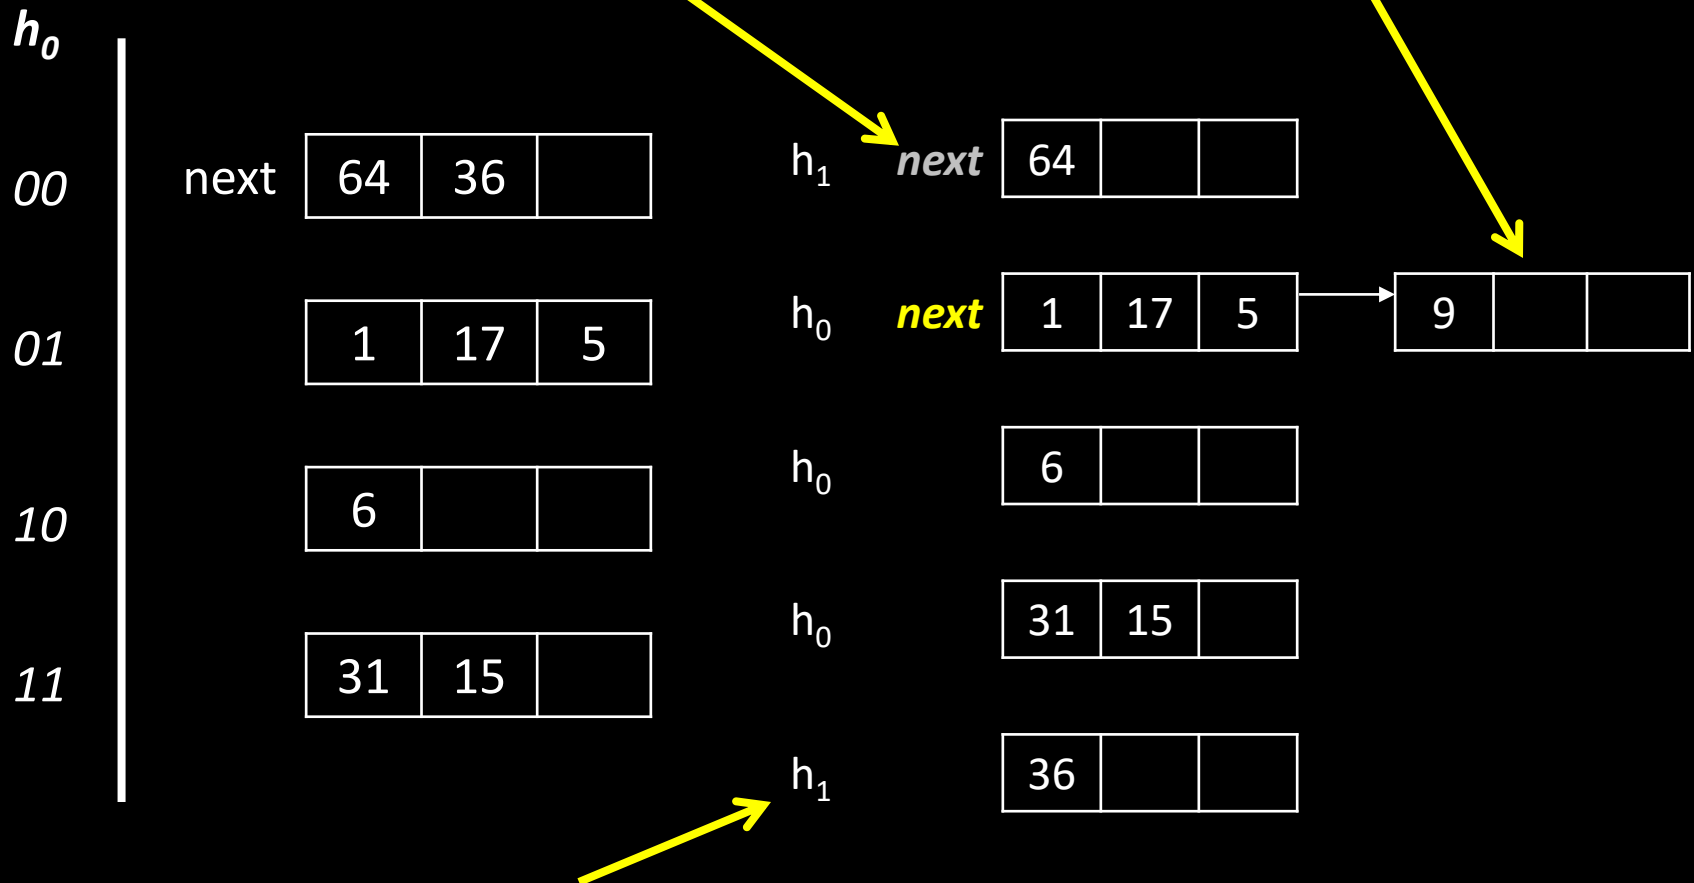 h₀
00 next 64 36 h₁ next 64
01 1 17 5 h₀ next 1 17 5 9
10 6 h₀ 6
11 31 15 h₀ 31 15
h₁ 36